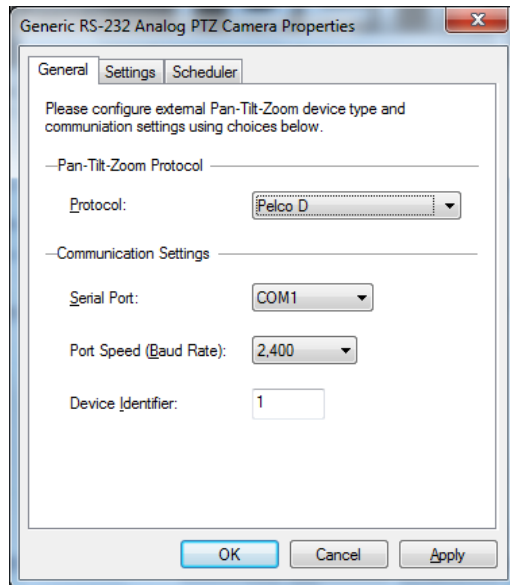 Generic RS-232 Analog PTZ Camera Properties
x
General Settings Scheduler
Please configure external Pan-Tilt-Zoom device type and
communiation settings using choices below.
Pan-Tilt-Zoom Protocol
Protocol: Pelco D
Communication Settings
Serial Port: COM1
Port Speed (Baud Rate): 2,400
Device Identifier: 1
OK Cancel Apply